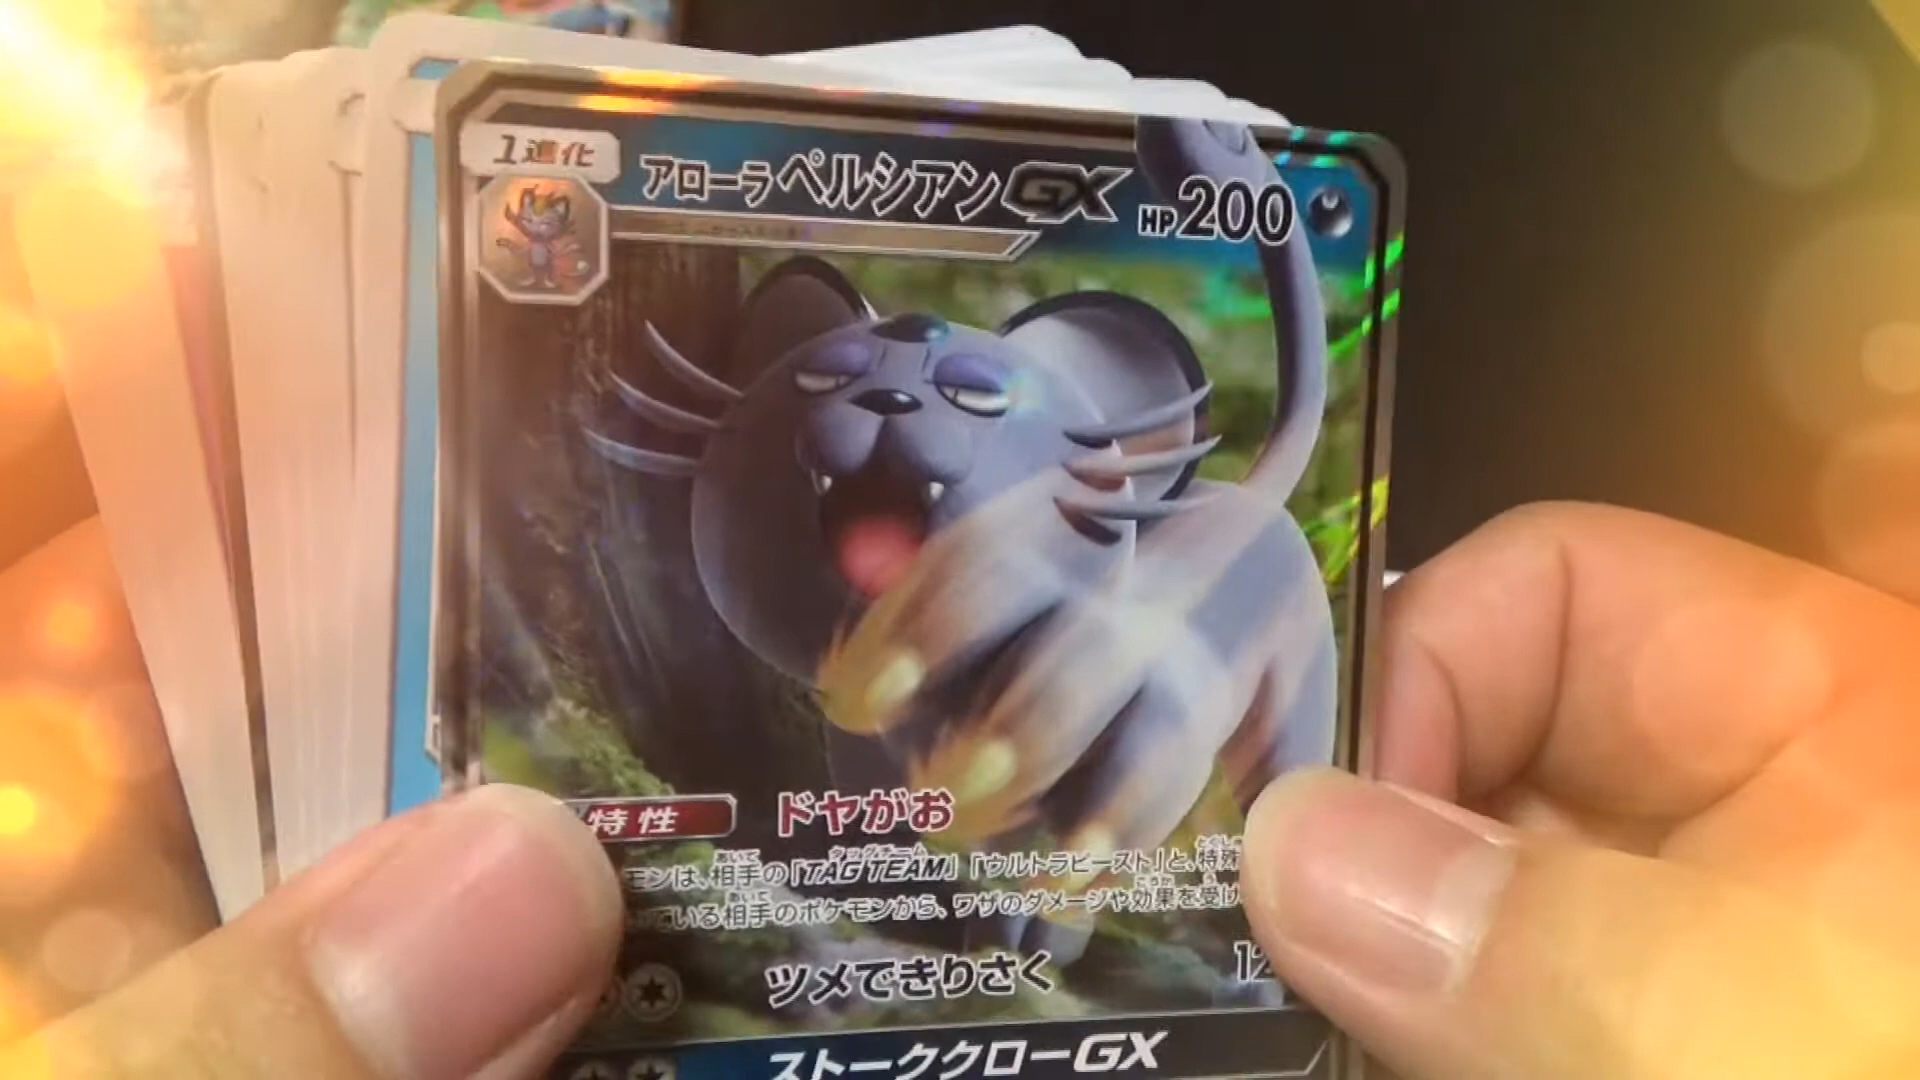 1進化
アローラ ペルシアンGX HP200
特性 ドヤがお
モンは、相手の「TAG TEAM」「ウルトラビースト」と、特殊
ている相手のポケモンから、ワザのダメージや効果を受け
ツメできりさく 12
ストーククローGX